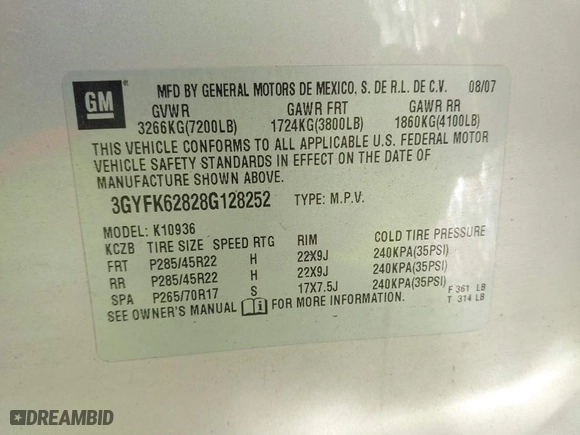 GM
MFD BY GENERAL MOTORS DE MEXICO, S. DE R.L. DE C.V. 08/07
GVWR GAWR FRT GAWR RR
3266KG(7200LB) 1724KG(3800LB) 1860KG(4100LB)
THIS VEHICLE CONFORMS TO ALL APPLICABLE U.S. FEDERAL MOTOR
VEHICLE SAFETY STANDARDS IN EFFECT ON THE DATE OF
MANUFACTURE SHOWN ABOVE.
3GYFK62828G128252 TYPE: M.P.V.
MODEL: K10936
KCZB TIRE SIZE SPEED RTG RIM COLD TIRE PRESSURE
FRT P285/45R22 H 22X9J 240KPA(35PSI)
RR P285/45R22 H 22X9J 240KPA(35PSI)
SPA P265/70R17 S 17X7.5J 240KPA(35PSI)
SEE OWNER'S MANUAL FOR MORE INFORMATION. F 361 LB
T 314 LB
DREAMBID